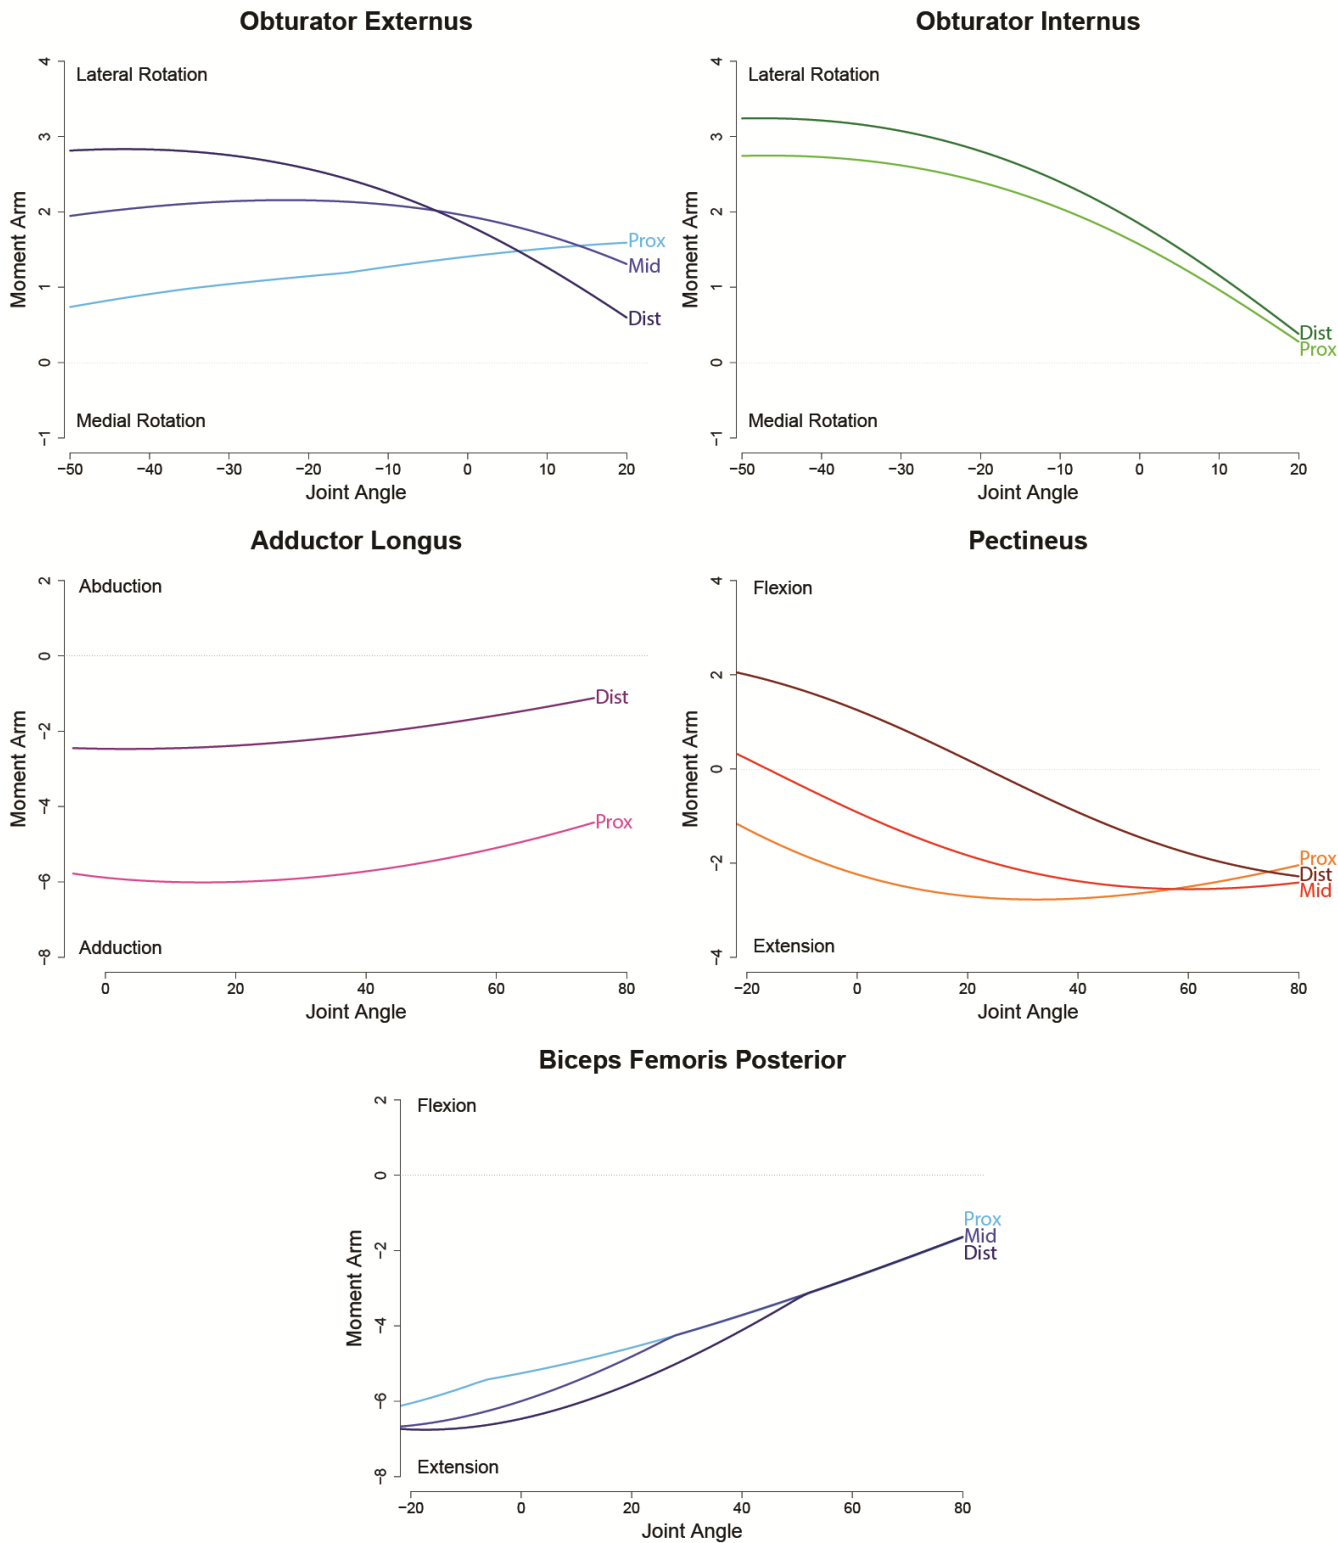 Obturator Externus
4
3
2
1
0
−1
Moment Arm
Lateral Rotation
Medial Rotation
Prox
Mid
Dist
−50 −40 −30 −20 −10 0 10 20
Joint Angle
Obturator Internus
4
3
2
1
0
−1
Moment Arm
Lateral Rotation
Medial Rotation
Dist
Prox
−50 −40 −30 −20 −10 0 10 20
Joint Angle
Adductor Longus
2
0
−2
−4
−6
−8
Moment Arm
Abduction
Adduction
Dist
Prox
0 20 40 60 80
Joint Angle
Pectineus
4
2
0
−2
−4
Moment Arm
Flexion
Extension
Prox
Dist
Mid
−20 0 20 40 60 80
Joint Angle
Biceps Femoris Posterior
2
0
−2
−4
−6
−8
Moment Arm
Flexion
Extension
Prox
Mid
Dist
−20 0 20 40 60 80
Joint Angle